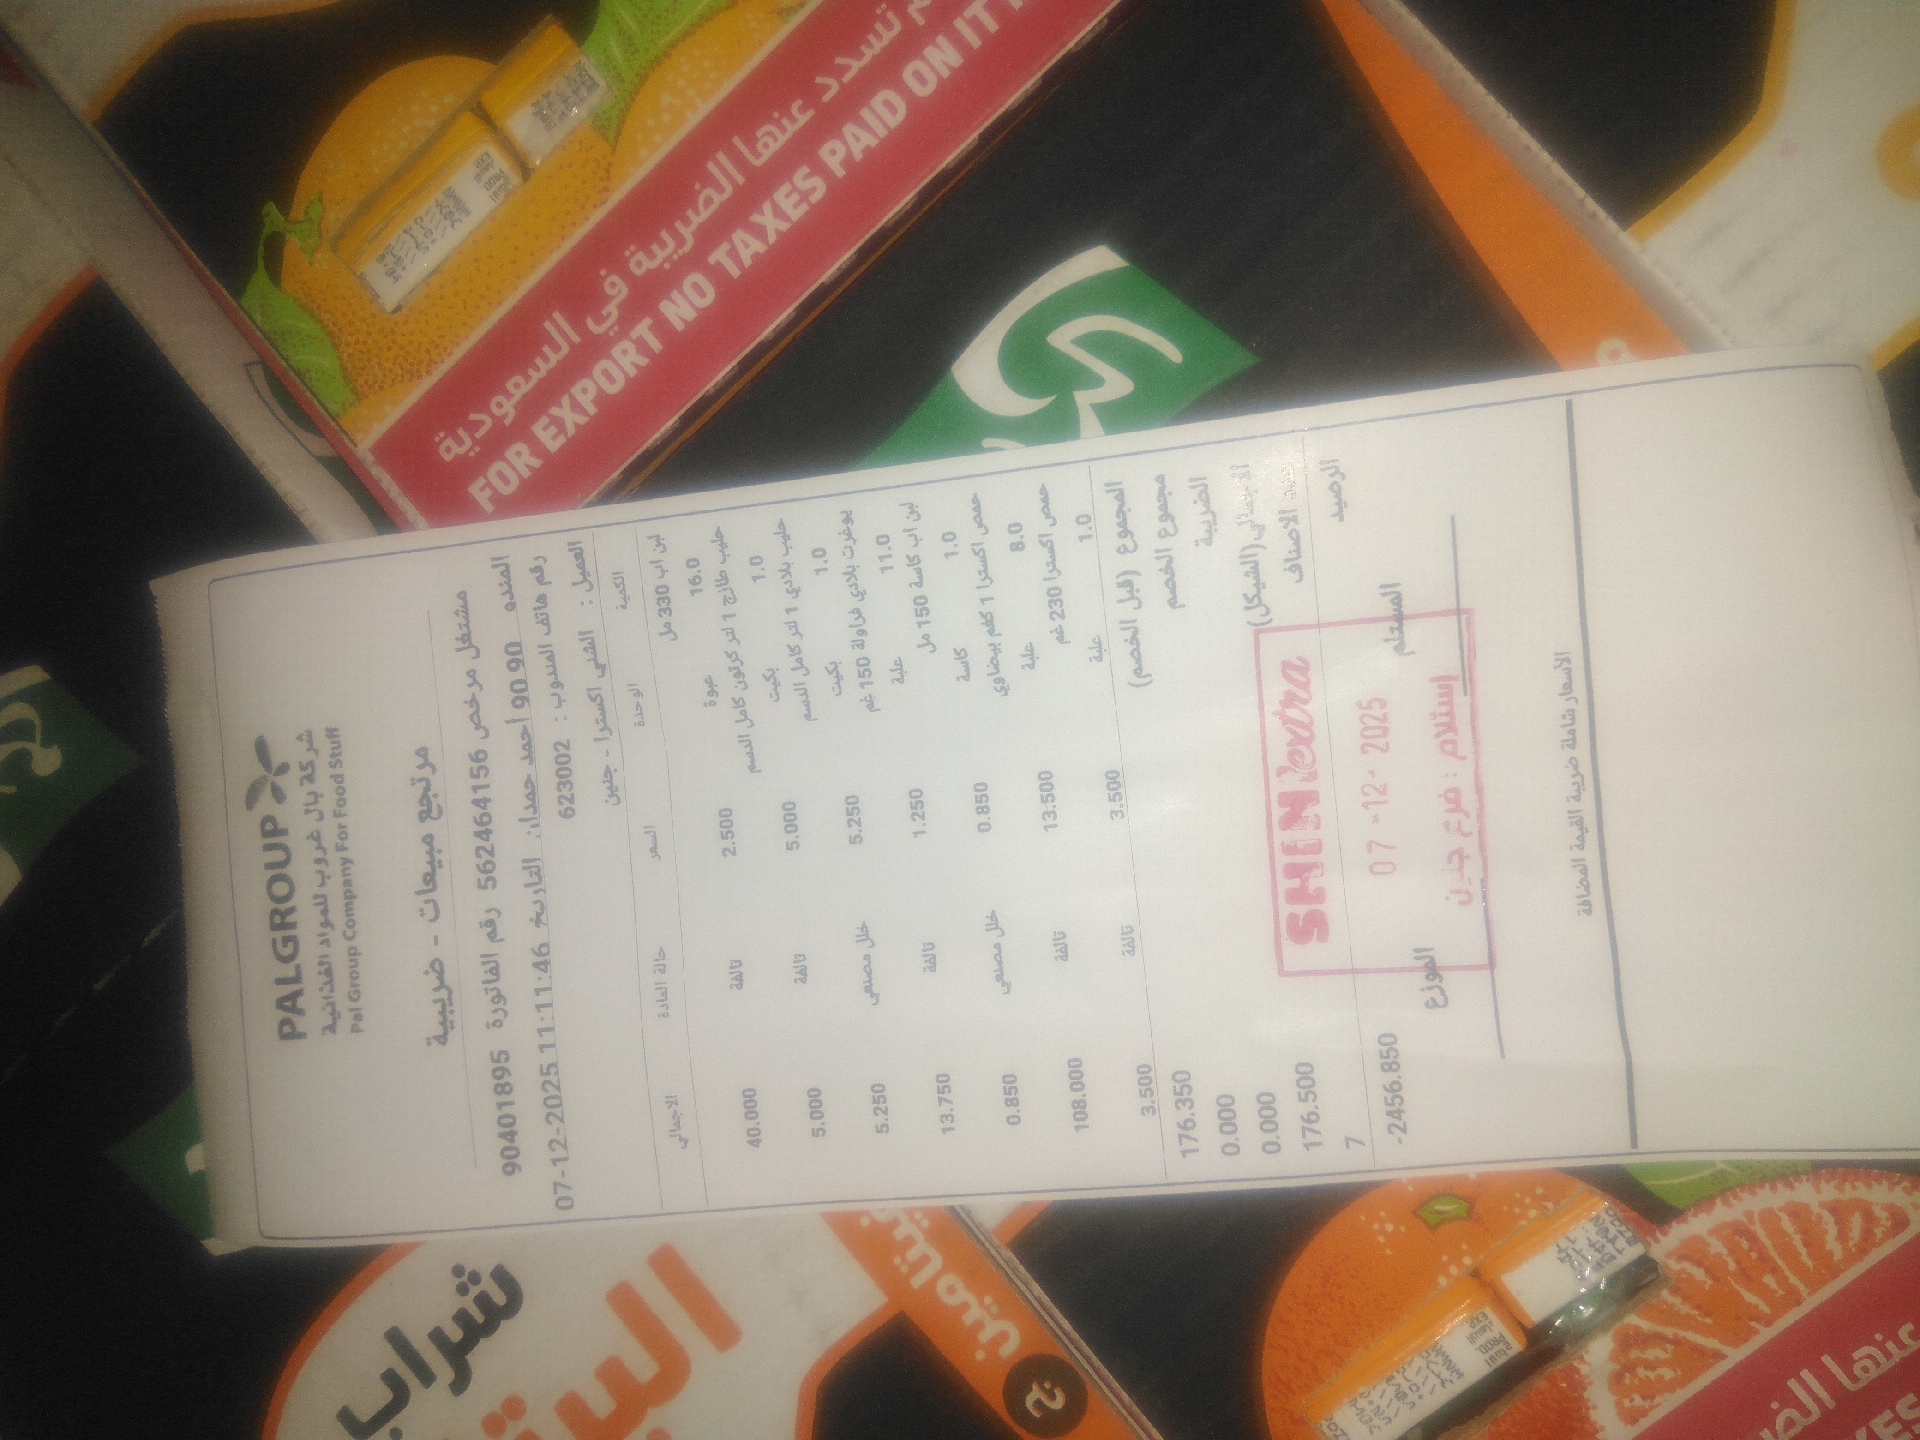 PALGROUP
شركة بال غروب للمواد الغذائية
Pal Group Company For Food Stuff
مرتجع مبيعات - ضريبية
مشتغل مرخص 562464156 رقم الفاتورة 90401895
المندو 90 90 احمد حمدان التاريخ 11:11:46 07-12-2025
رقم هاتف المندوب : 623002
العميل : الشني اكسترا - جنين
الكمية الوحدة السعر حالة المادة الاجمالي
لبن اب 330 مل
16.0 عبوة 2.500 تالفة 40.000
حليب طازج 1 لتر كرتون كامل الدسم
1.0 بكيت 5.000 تالفة 5.000
حليب بلادي 1 لتر كامل الدسم
1.0 بكيت 5.250 خلل مصنعي 5.250
يوغرت بلادي فراولة 150 غم
11.0 علبة 1.250 تالفة 13.750
لبن اب كاسة 150 مل
1.0 كاسة 0.850 خلل مصنعي 0.850
حمص اكسترا 1 كغم بيضاوي
8.0 علبة 13.500 تالفة 108.000
حمص اكسترا 230 غم
1.0 علبة 3.500 تالفة 3.500
المجموع (قبل الخصم) 176.350
مجموع الخصم 0.000
الضريبة 0.000
(الشيكل) 176.500
الاصناف 7
الرصيد -2456.850
المستلم الموزع
SHINI extra
07 -12- 2025
إستلام : فرع جنين
الاسعار شاملة ضريبة القيمة المضافة
تسدد عنها الضريبة في السعودية
FOR EXPORT NO TAXES PAID ON IT
شراب
عنها